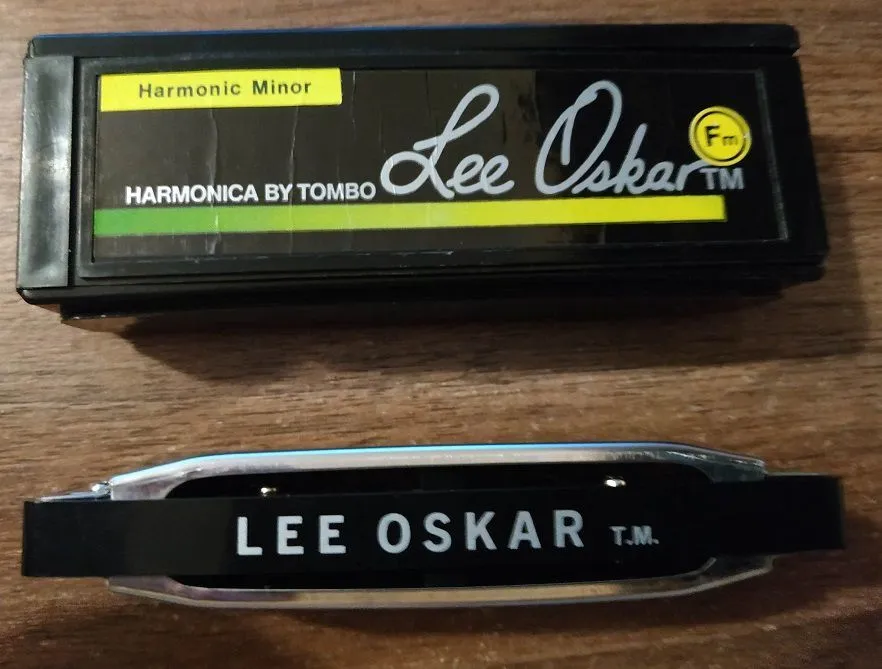 Harmonic Minor
Fm
HARMONICA BY TOMBO Lee Oskar TM
LEE OSKAR T.M.